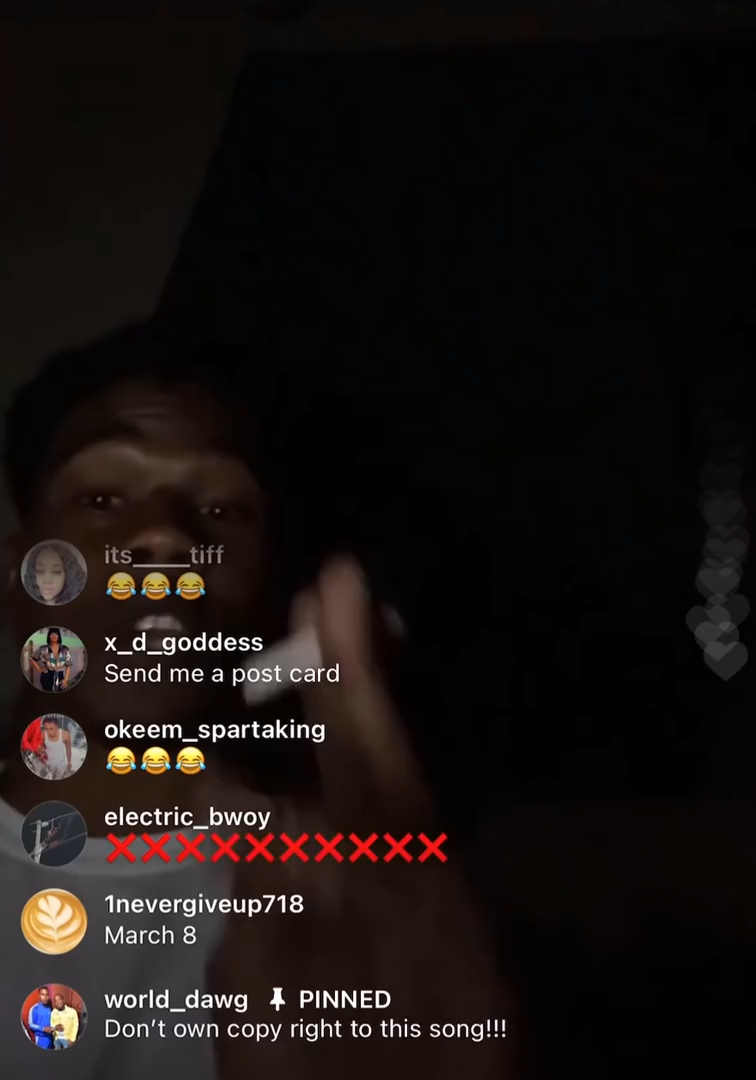 its____tiff
😂😂😂
x_d_goddess
Send me a post card
okeem_spartaking
😂😂😂
electric_bwoy
❌❌❌❌❌❌❌❌❌❌
1nevergiveup718
March 8
world_dawg 📌 PINNED
Don’t own copy right to this song!!!